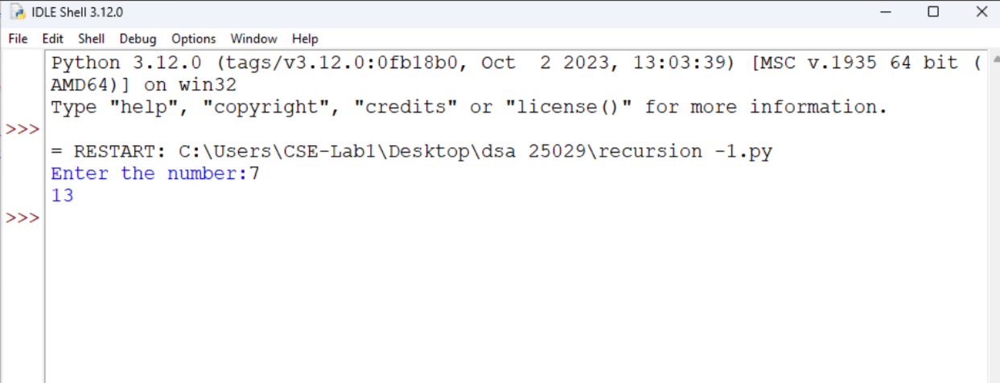 IDLE Shell 3.12.0
File Edit Shell Debug Options Window Help
Python 3.12.0 (tags/v3.12.0:0fb18b0, Oct  2 2023, 13:03:39) [MSC v.1935 64 bit (
AMD64)] on win32
Type "help", "copyright", "credits" or "license()" for more information.
>>>
= RESTART: C:\Users\CSE-Lab1\Desktop\dsa 25029\recursion -1.py
Enter the number:7
13
>>>